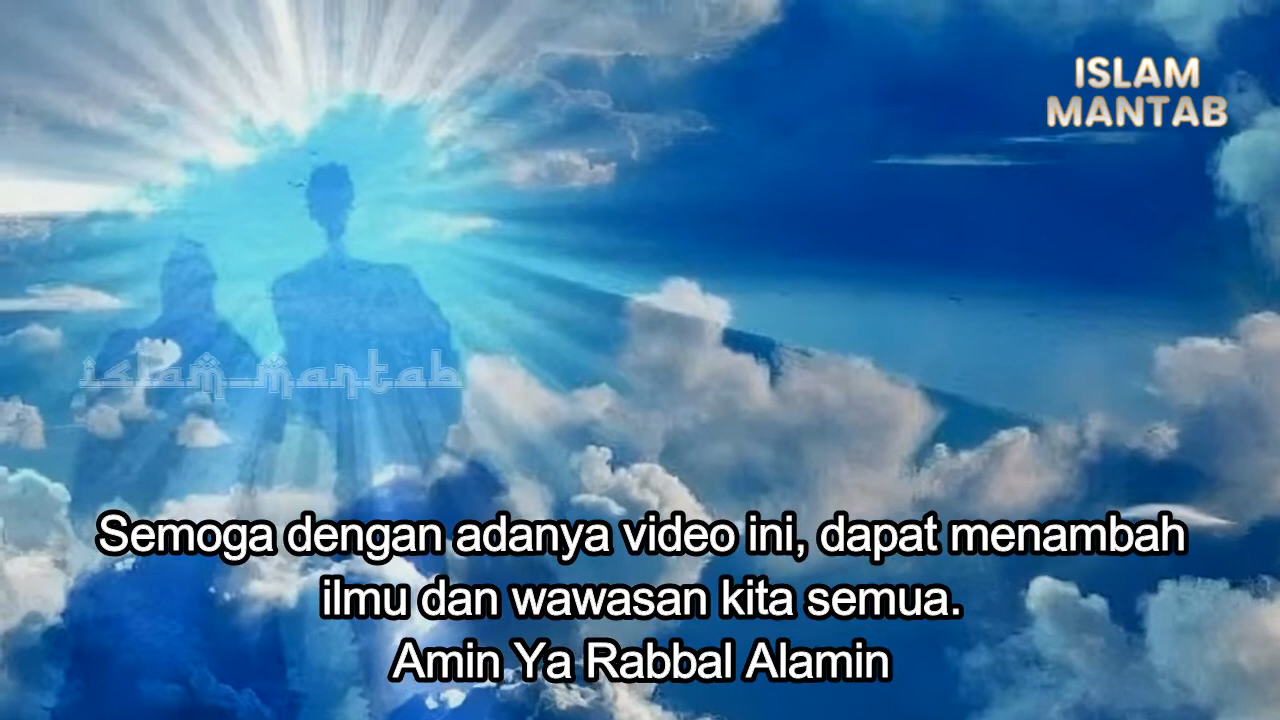 ISLAM
MANTAB
islam_mantab
Semoga dengan adanya video ini, dapat menambah
ilmu dan wawasan kita semua.
Amin Ya Rabbal Alamin